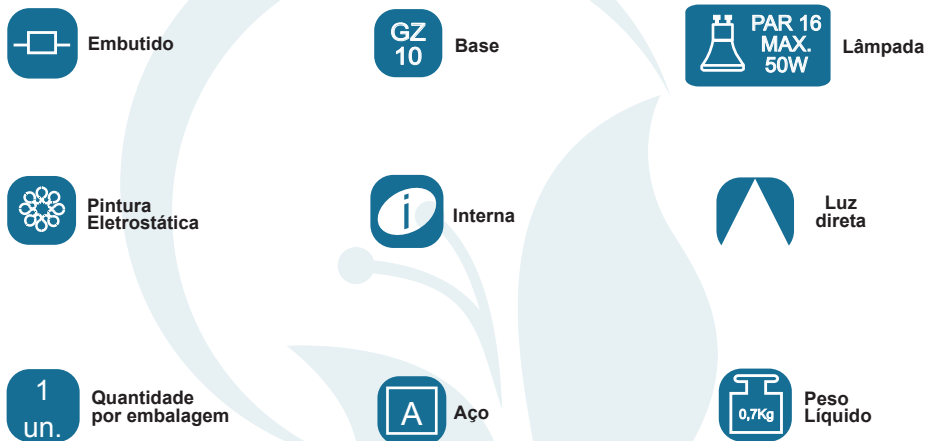 Embutido
GZ
10
Base
PAR 16
MAX.
50W
Lâmpada
Pintura
Eletrostática
i
Interna
Luz
direta
1
un.
Quantidade
por embalagem
A
Aço
0,7Kg
Peso
Líquido